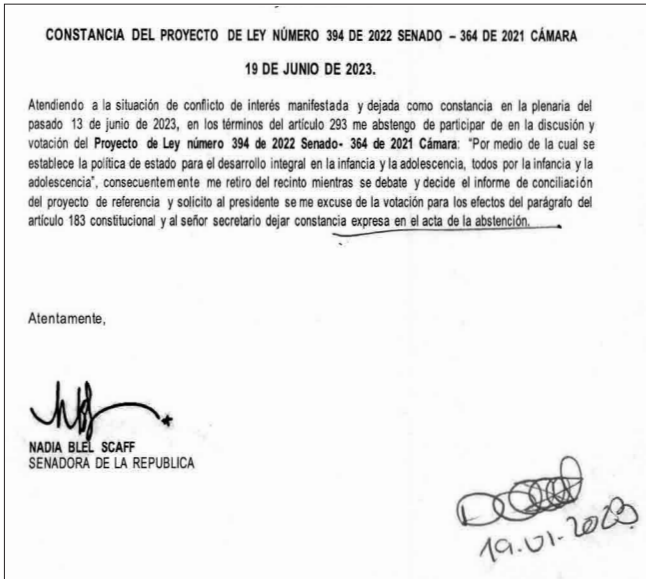 CONSTANCIA DEL PROYECTO DE LEY NÚMERO 394 DE 2022 SENADO – 364 DE 2021 CÁMARA
19 DE JUNIO DE 2023.
Atendiendo a la situación de conflicto de interés manifestada y dejada como constancia en la plenaria del
pasado 13 de junio de 2023, en los términos del artículo 293 me abstengo de participar de en la discusión y
votación del Proyecto de Ley número 394 de 2022 Senado- 364 de 2021 Cámara: "Por medio de la cual se
establece la política de estado para el desarrollo integral en la infancia y la adolescencia, todos por la infancia y la
adolescencia", consecuentemente me retiro del recinto mientras se debate y decide el informe de conciliación
del proyecto de referencia y solicito al presidente se me excuse de la votación para los efectos del parágrafo del
artículo 183 constitucional y al señor secretario dejar constancia expresa en el acta de la abstención.
Atentamente,
NADIA BLEL SCAFF
SENADORA DE LA REPUBLICA
19.VI.2023